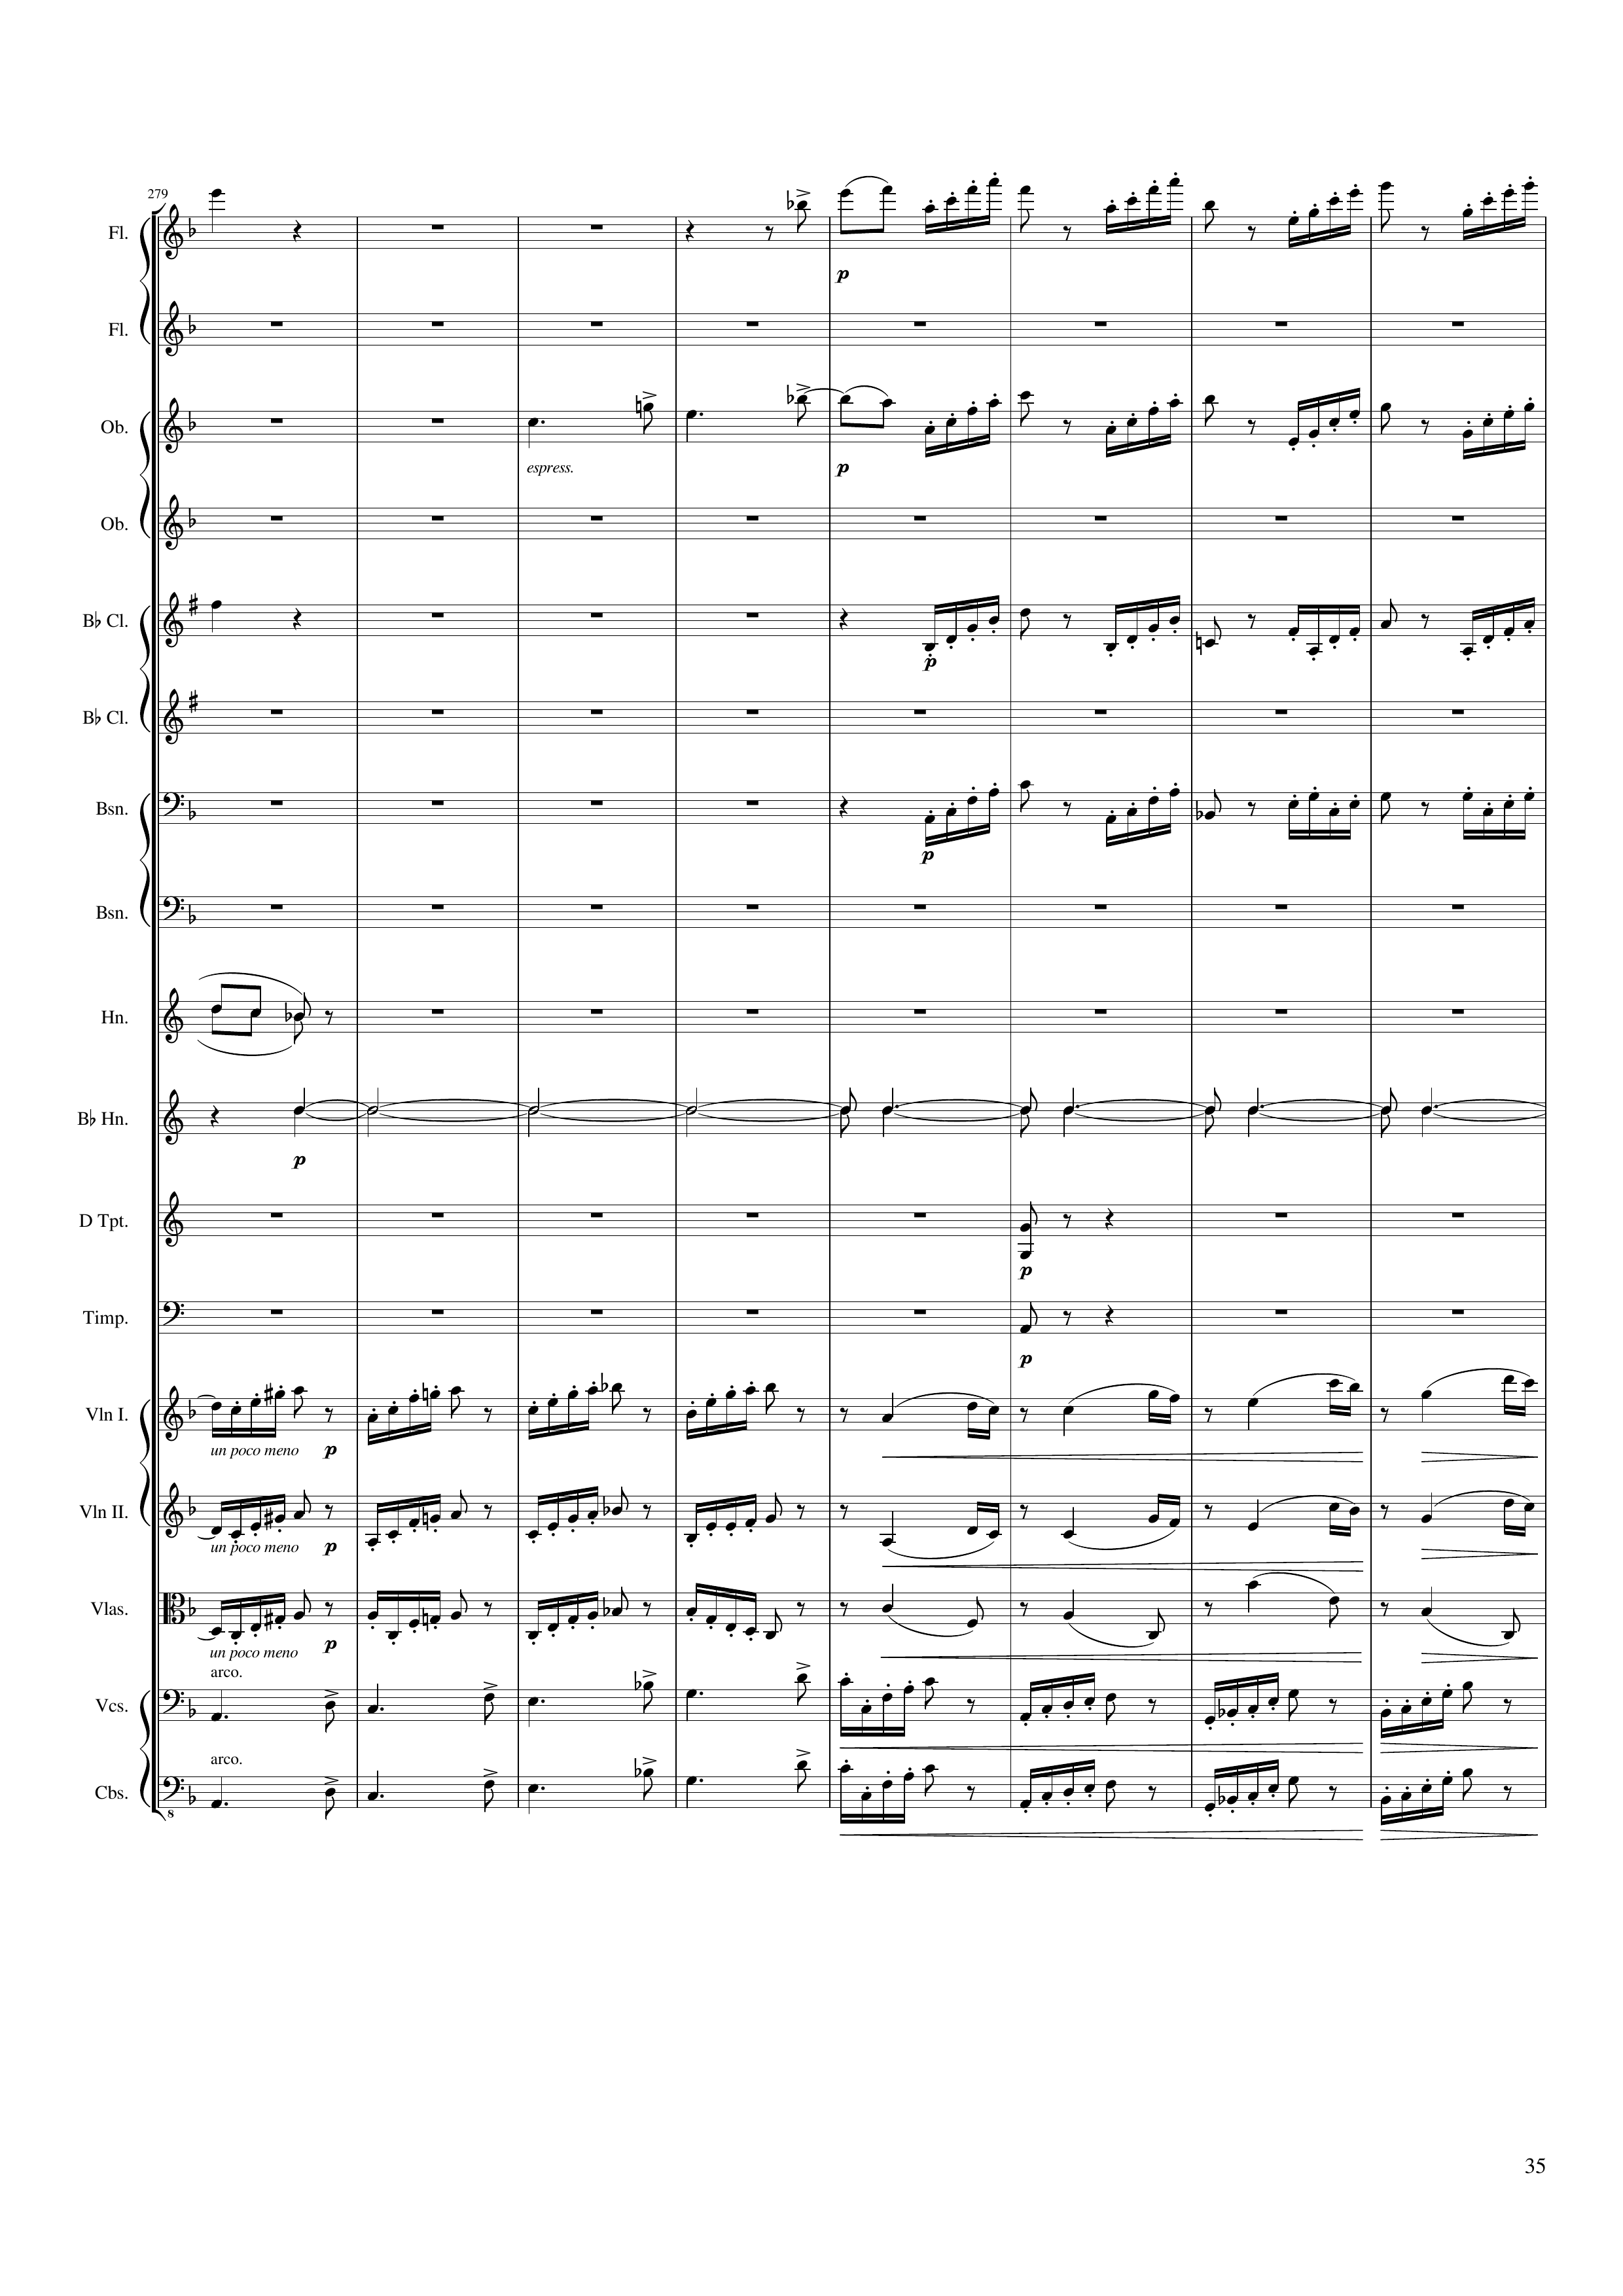 279
Fl.
p
Fl.
Ob.
espress.
p
Ob.
B♭ Cl.
p
B♭ Cl.
Bsn.
p
Bsn.
Hn.
B♭ Hn.
p
D Tpt.
p
Timp.
p
Vln I.
un poco meno p
Vln II.
un poco meno p
Vlas.
un poco meno p
arco.
Vcs.
arco.
Cbs.
8
35